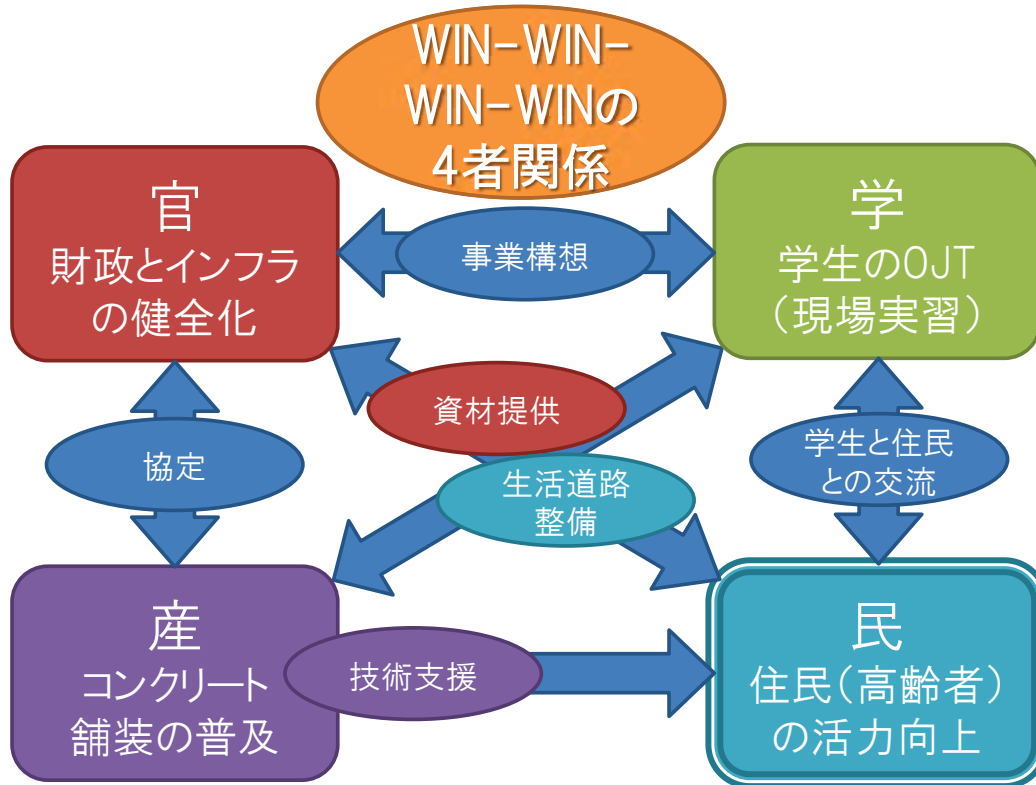 WIN-WIN-
WIN-WINの
4者関係
官
財政とインフラ
の健全化
事業構想
学
学生のOJT
（現場実習）
資材提供
協定
生活道路
整備
学生と住民
との交流
産
コンクリート
舗装の普及
技術支援
民
住民（高齢者）
の活力向上